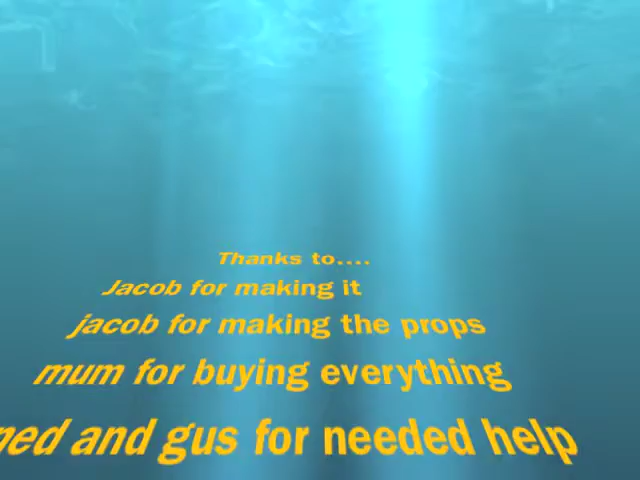 Thanks to....
Jacob for making it
jacob for making the props
mum for buying everything
and gus for needed help